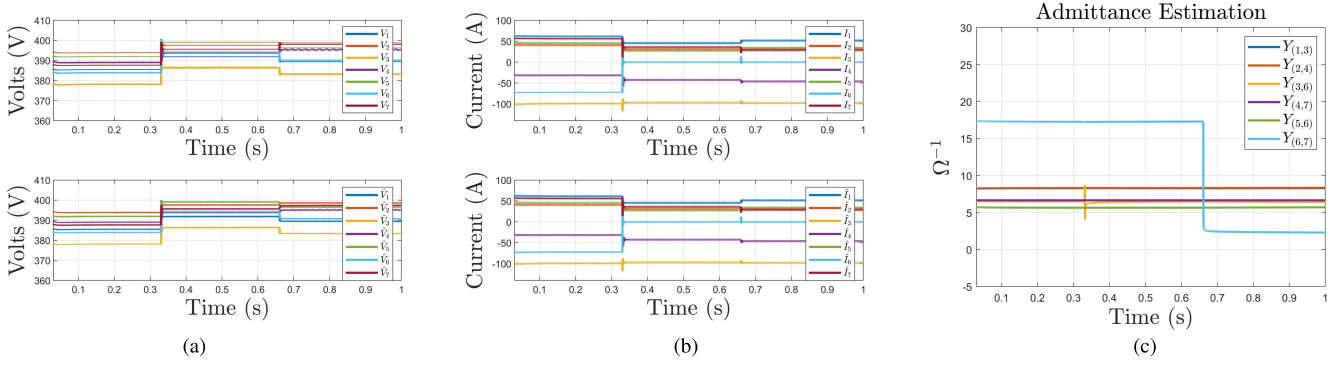 Volts (V)
410
400
390
380
370
360
0.1 0.2 0.3 0.4 0.5 0.6 0.7 0.8 0.9 1
Time (s)
V₁
V₂
V₃
V₄
V₅
V₆
V₇
Volts (V)
410
400
390
380
370
360
0.1 0.2 0.3 0.4 0.5 0.6 0.7 0.8 0.9 1
Time (s)
V̂₁
V̂₂
V̂₃
V̂₄
V̂₅
V̂₆
V̂₇
(a)
Current (A)
100
50
0
-50
-100
0.1 0.2 0.3 0.4 0.5 0.6 0.7 0.8 0.9 1
Time (s)
I₁
I₂
I₃
I₄
I₅
I₆
I₇
Current (A)
100
50
0
-50
-100
0.1 0.2 0.3 0.4 0.5 0.6 0.7 0.8 0.9 1
Time (s)
Î₁
Î₂
Î₃
Î₄
Î₅
Î₆
Î₇
(b)
Admittance Estimation
Ω⁻¹
30
25
20
15
10
5
0
-5
0.1 0.2 0.3 0.4 0.5 0.6 0.7 0.8 0.9 1
Time (s)
Y(1,3)
Y(2,4)
Y(3,6)
Y(4,7)
Y(5,6)
Y(6,7)
(c)